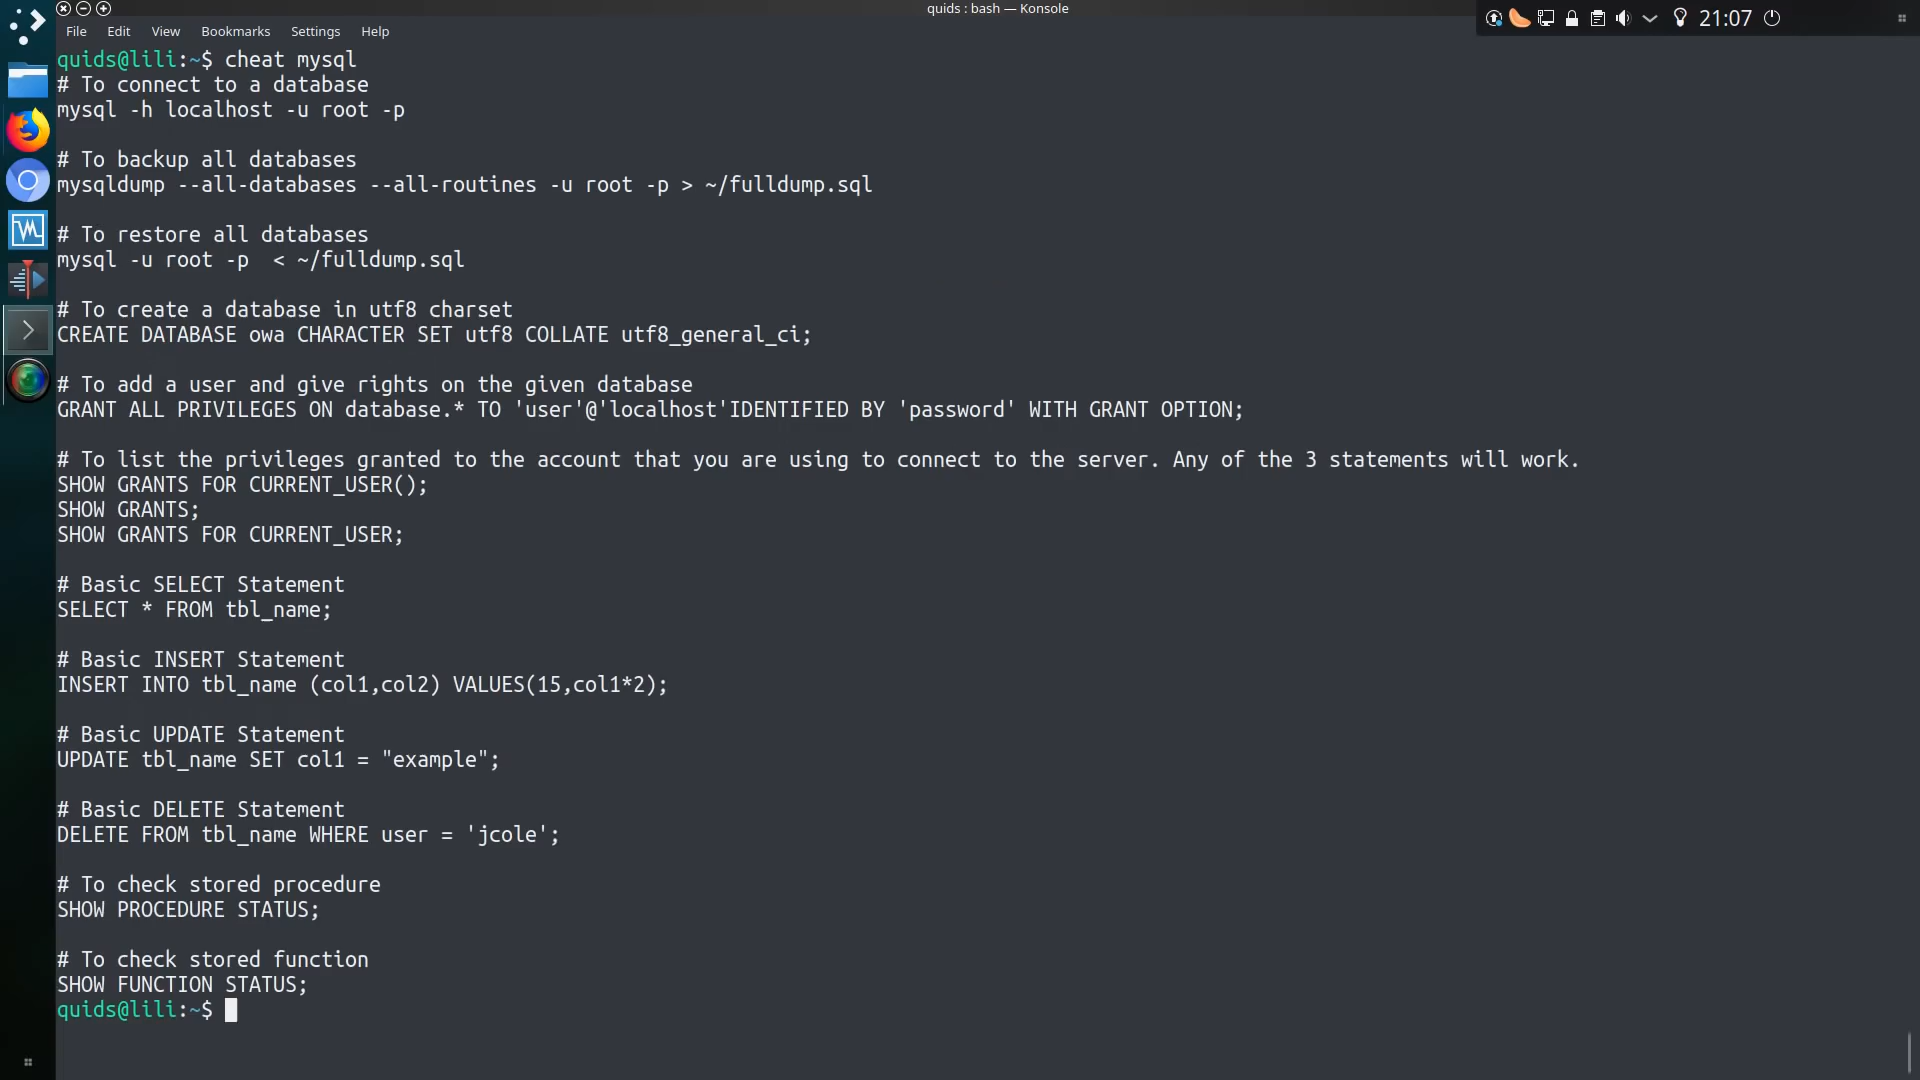 quids : bash — Konsole
21:07
File Edit View Bookmarks Settings Help
quids@lili:~$ cheat mysql
# To connect to a database
mysql -h localhost -u root -p

# To backup all databases
mysqldump --all-databases --all-routines -u root -p > ~/fulldump.sql

# To restore all databases
mysql -u root -p  < ~/fulldump.sql

# To create a database in utf8 charset
CREATE DATABASE owa CHARACTER SET utf8 COLLATE utf8_general_ci;

# To add a user and give rights on the given database
GRANT ALL PRIVILEGES ON database.* TO 'user'@'localhost'IDENTIFIED BY 'password' WITH GRANT OPTION;

# To list the privileges granted to the account that you are using to connect to the server. Any of the 3 statements will work.
SHOW GRANTS FOR CURRENT_USER();
SHOW GRANTS;
SHOW GRANTS FOR CURRENT_USER;

# Basic SELECT Statement
SELECT * FROM tbl_name;

# Basic INSERT Statement
INSERT INTO tbl_name (col1,col2) VALUES(15,col1*2);

# Basic UPDATE Statement
UPDATE tbl_name SET col1 = "example";

# Basic DELETE Statement
DELETE FROM tbl_name WHERE user = 'jcole';

# To check stored procedure
SHOW PROCEDURE STATUS;

# To check stored function
SHOW FUNCTION STATUS;
quids@lili:~$